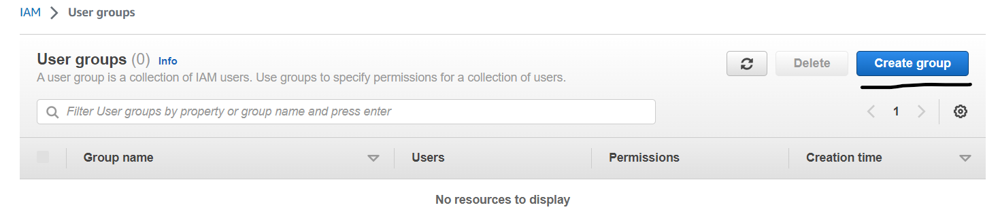 IAM > User groups
User groups (0) Info
Delete
Create group
A user group is a collection of IAM users. Use groups to specify permissions for a collection of users.
Filter User groups by property or group name and press enter
1
Group name Users Permissions Creation time
No resources to display